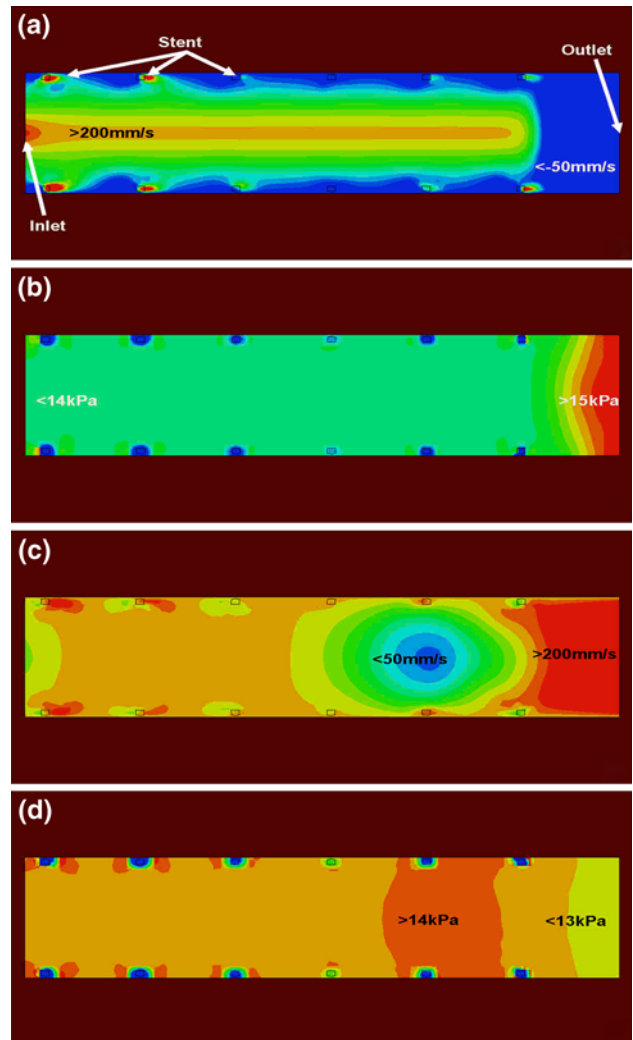 (a)
Stent
Outlet
>200mm/s
<-50mm/s
Inlet
(b)
<14kPa
>15kPa
(c)
<50mm/s
>200mm/s
(d)
>14kPa
<13kPa